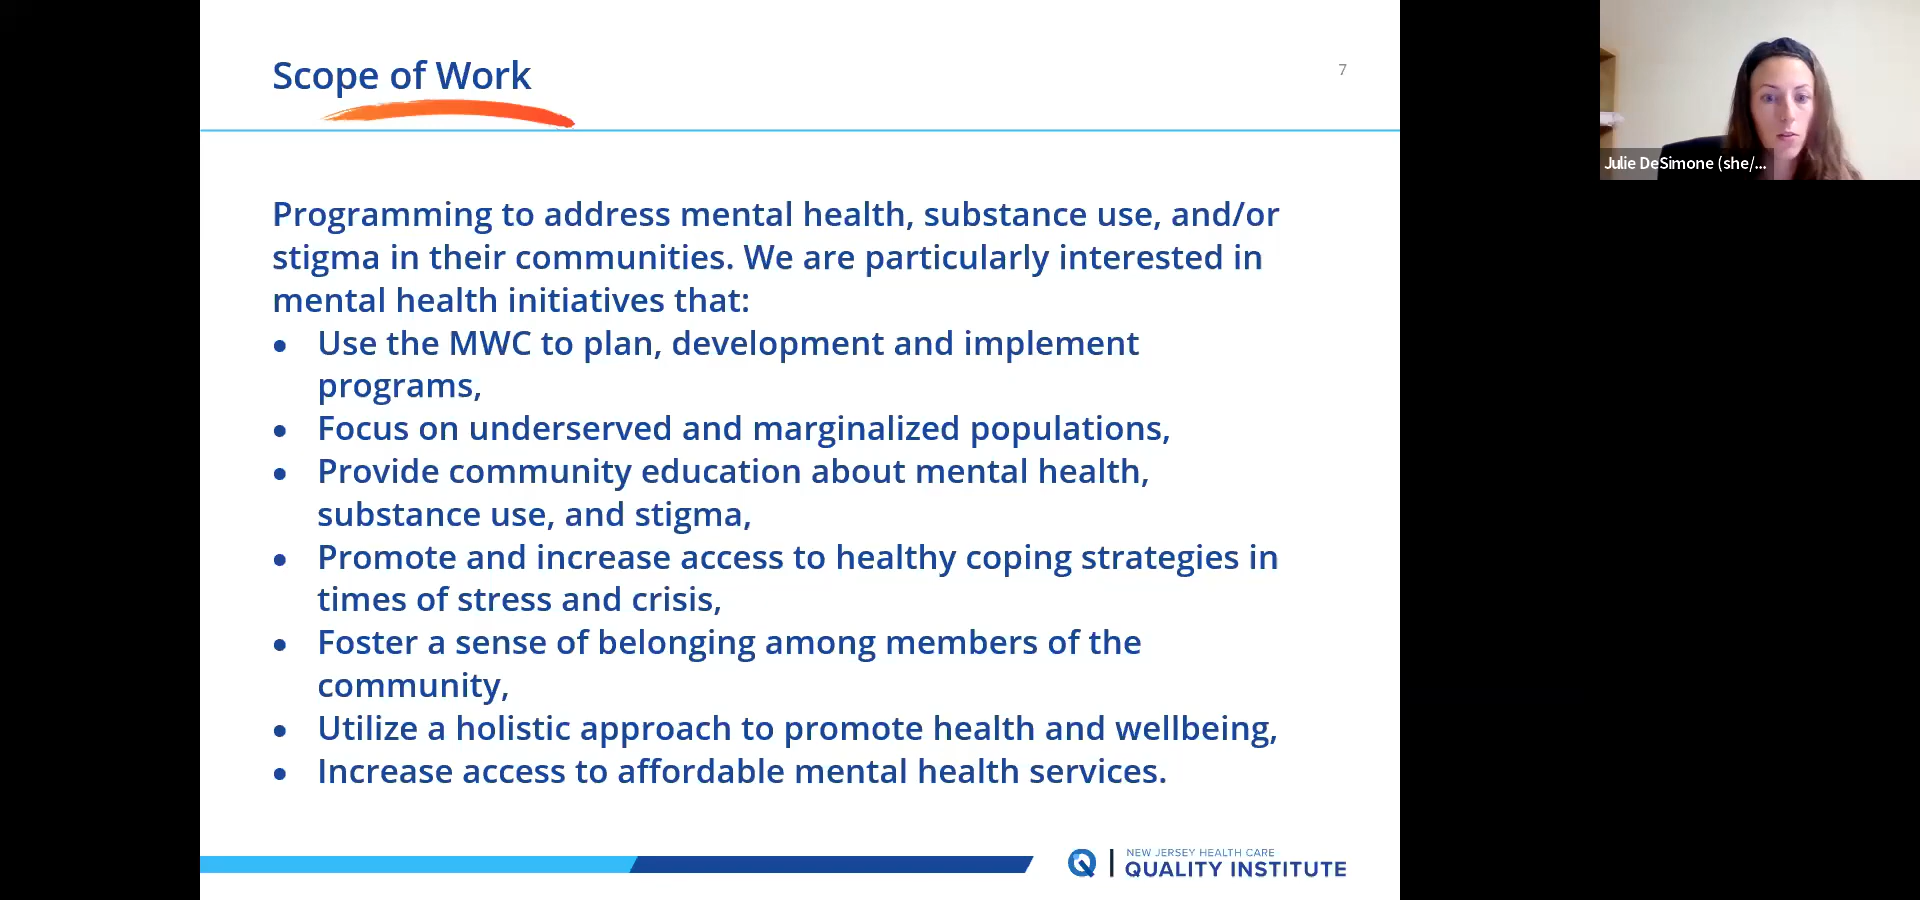 Scope of Work
7
Julie DeSimone (she/...
Programming to address mental health, substance use, and/or
stigma in their communities. We are particularly interested in
mental health initiatives that:
• Use the MWC to plan, development and implement
programs,
• Focus on underserved and marginalized populations,
• Provide community education about mental health,
substance use, and stigma,
• Promote and increase access to healthy coping strategies in
times of stress and crisis,
• Foster a sense of belonging among members of the
community,
• Utilize a holistic approach to promote health and wellbeing,
• Increase access to affordable mental health services.
NEW JERSEY HEALTH CARE
QUALITY INSTITUTE